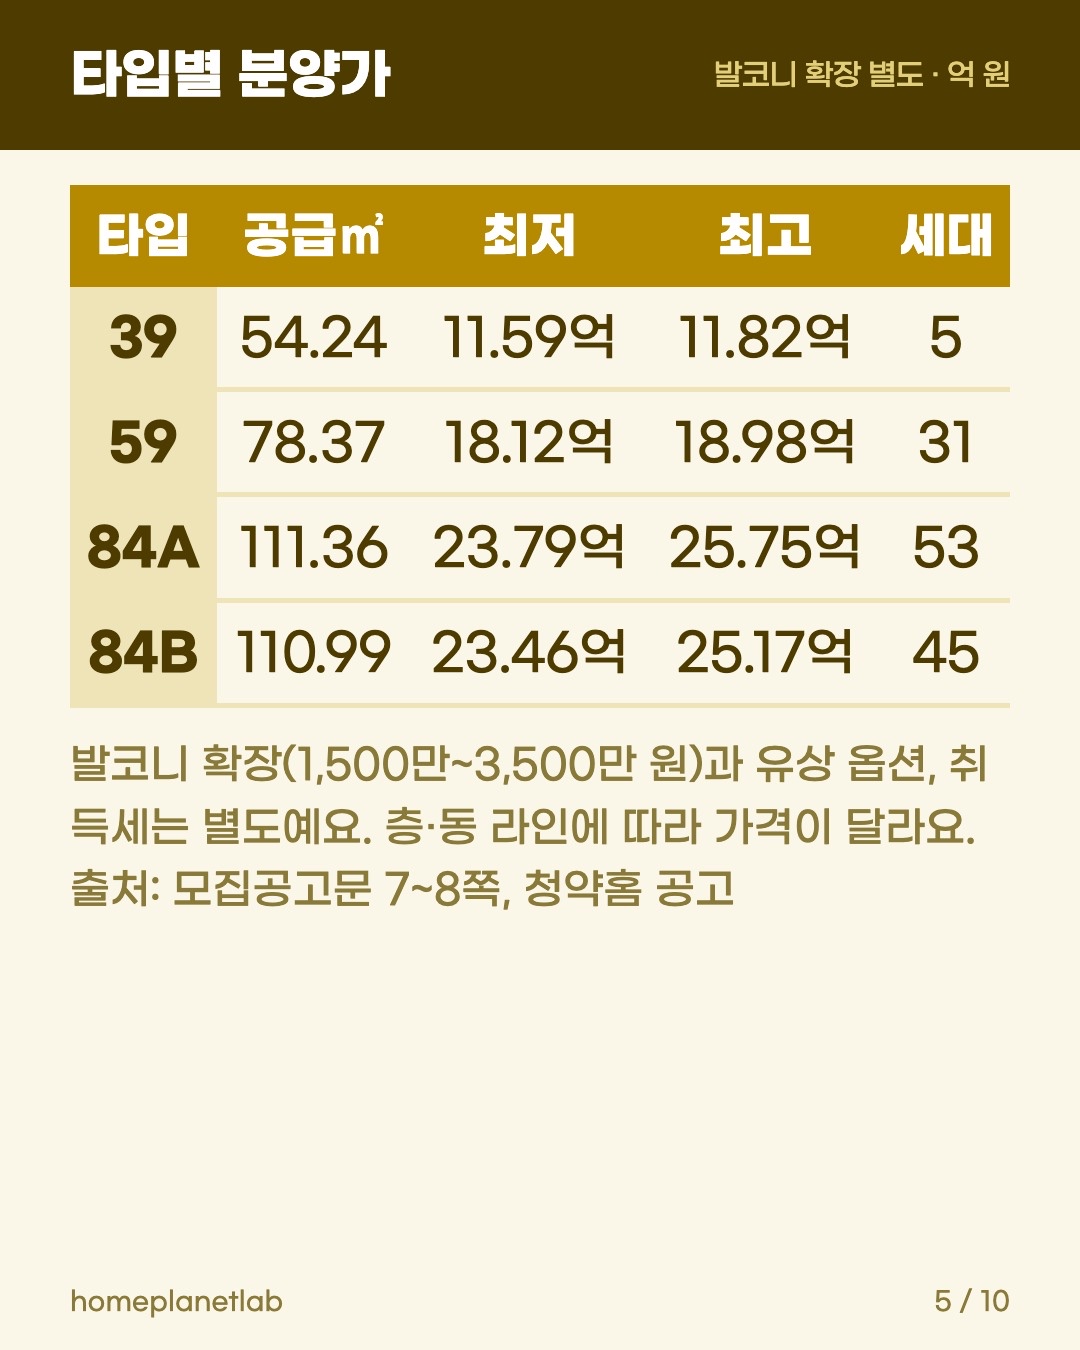 타입별 분양가
발코니 확장 별도 · 억 원
타입 공급㎡ 최저 최고 세대
39 54.24 11.59억 11.82억 5
59 78.37 18.12억 18.98억 31
84A 111.36 23.79억 25.75억 53
84B 110.99 23.46억 25.17억 45
발코니 확장(1,500만~3,500만 원)과 유상 옵션, 취
득세는 별도예요. 층·동 라인에 따라 가격이 달라요.
출처: 모집공고문 7~8쪽, 청약홈 공고
homeplanetlab
5 / 10